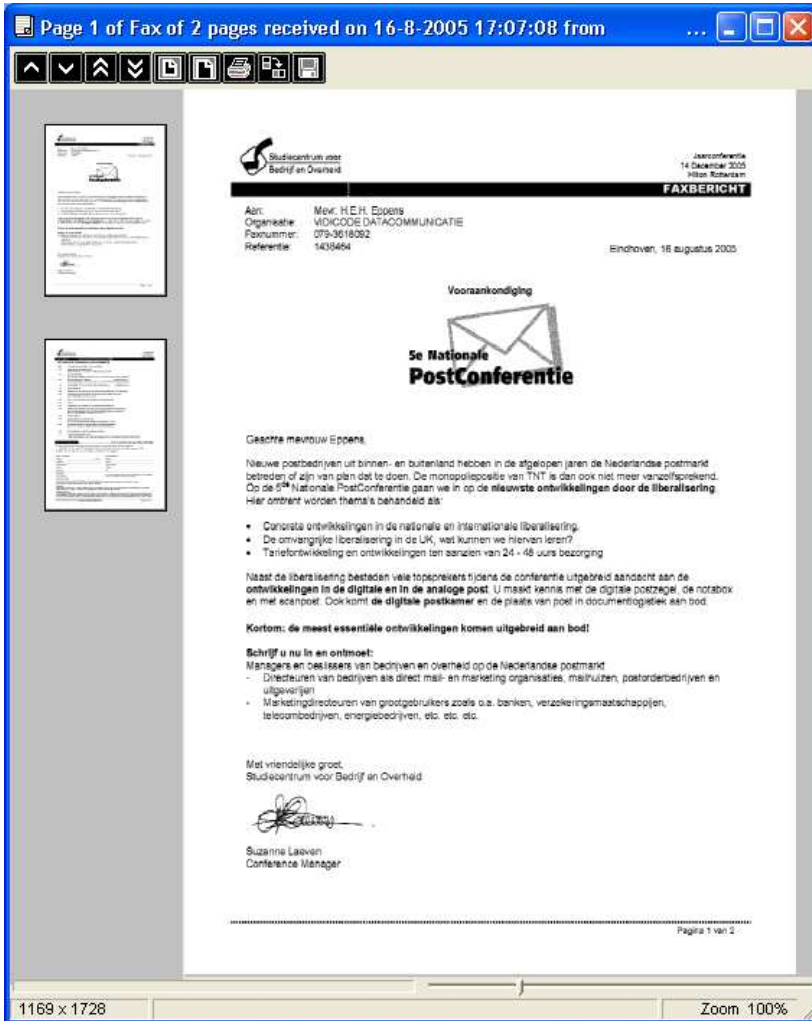 Page 1 of Fax of 2 pages received on 16-8-2005 17:07:08 from ...
Studiecentrum voor
Bedrijf en Overheid
Jaarconferentie
14 December 2005
Hilton Rotterdam
FAXBERICHT
Aan: Mevr. H.E.H. Eppens
Organisatie: VIDICODE DATACOMMUNICATIE
Faxnummer: 079-3618092
Referentie: 1438464
Eindhoven, 16 augustus 2005
Vooraankondiging
5e Nationale
PostConferentie
Geachte mevrouw Eppens,
Nieuwe postbedrijven uit binnen- en buitenland hebben in de afgelopen jaren de Nederlandse postmarkt
betreden of zijn van plan dat te doen. De monopoliepositie van TNT is dan ook niet meer vanzelfsprekend.
Op de 5de Nationale PostConferentie gaan we in op de nieuwste ontwikkelingen door de liberalisering.
Hier omtrent worden thema's behandeld als:
• Concrete ontwikkelingen in de nationale en internationale liberalisering.
• De omvangrijke liberalisering in de UK, wat kunnen we hiervan leren?
• Tariefontwikkeling en ontwikkelingen ten aanzien van 24 - 48 uurs bezorging
Naast de liberalisering besteden vele topsprekers tijdens de conferentie uitgebreid aandacht aan de
ontwikkelingen in de digitale en in de analoge post. U maakt kennis met de digitale postzegel, de notabox
en met scanpost. Ook komt de digitale postkamer en de plaats van post in documentlogistiek aan bod.
Kortom: de meest essentiële ontwikkelingen komen uitgebreid aan bod!
Schrijf u nu in en ontmoet:
Managers en beslissers van bedrijven en overheid op de Nederlandse postmarkt
- Directeuren van bedrijven als direct mail- en marketing organisaties, mailhuizen, postorderbedrijven en
uitgeverijen
- Marketingdirecteuren van grootgebruikers zoals o.a. banken, verzekeringsmaatschappijen,
telecombedrijven, energiebedrijven, etc. etc. etc.
Met vriendelijke groet,
Studiecentrum voor Bedrijf en Overheid
Suzanne Laeven
Conference Manager
Pagina 1 van 2
1169 x 1728
Zoom 100%